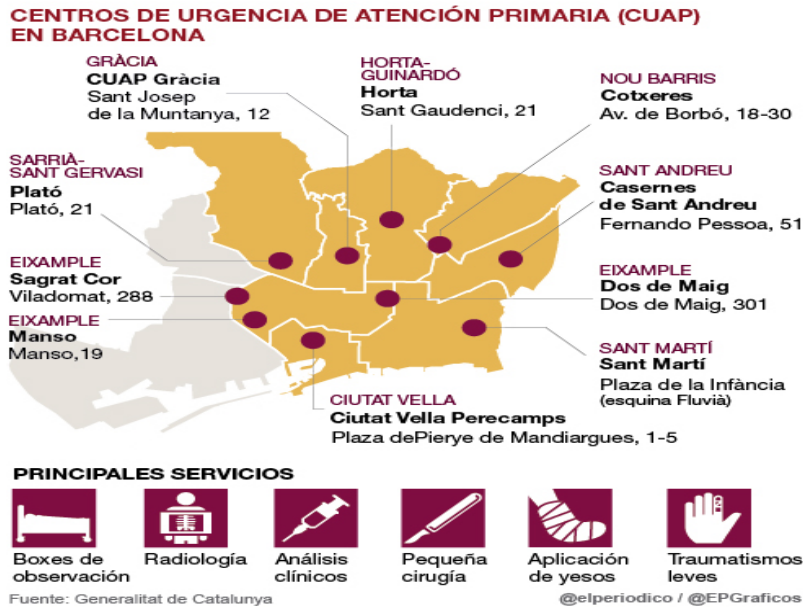 CENTROS DE URGENCIA DE ATENCIÓN PRIMARIA (CUAP)
EN BARCELONA
GRÀCIA
CUAP Gràcia
Sant Josep
de la Muntanya, 12
HORTA-
GUINARDÓ
Horta
Sant Gaudenci, 21
NOU BARRIS
Cotxeres
Av. de Borbó, 18-30
SARRIÀ-
SANT GERVASI
Plató
Plató, 21
SANT ANDREU
Casernes
de Sant Andreu
Fernando Pessoa, 51
EIXAMPLE
Sagrat Cor
Viladomat, 288
EIXAMPLE
Dos de Maig
Dos de Maig, 301
EIXAMPLE
Manso
Manso,19
SANT MARTÍ
Sant Martí
Plaza de la Infància
(esquina Fluvià)
CIUTAT VELLA
Ciutat Vella Perecamps
Plaza dePierye de Mandiargues, 1-5
PRINCIPALES SERVICIOS
Boxes de
observación
Radiología
Análisis
clínicos
Pequeña
cirugía
Aplicación
de yesos
Traumatismos
leves
Fuente: Generalitat de Catalunya
@elperiodico / @EPGraficos